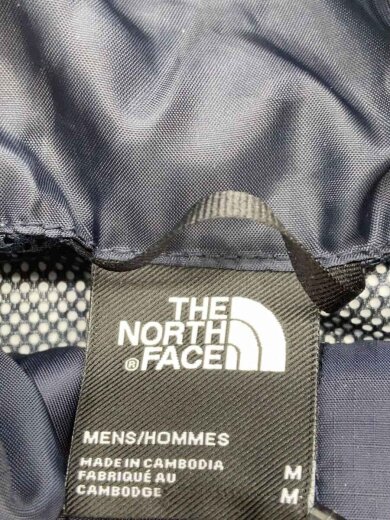 THE
NORTH
® FACE
MENS/HOMMES
MADE IN CAMBODIA M
FABRIQUÉ AU
CAMBODGE M